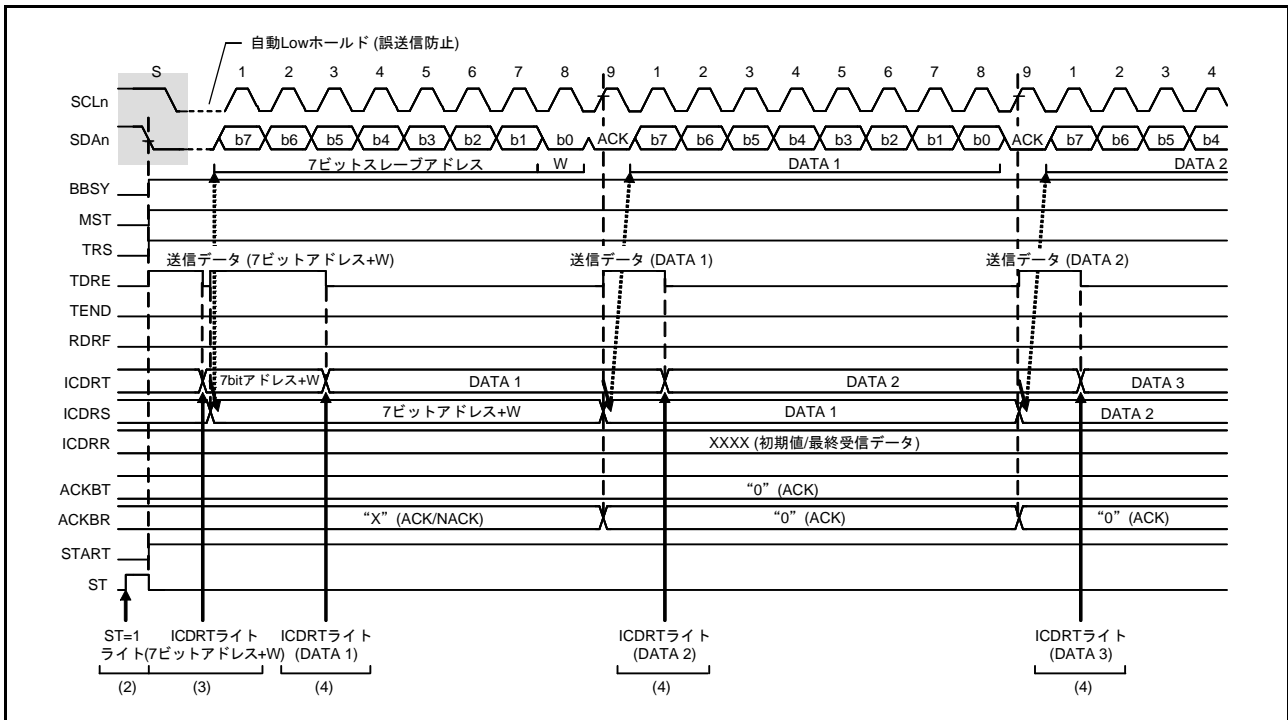 自動Lowホールド (誤送信防止)
S 1 2 3 4 5 6 7 8 9 1 2 3 4 5 6 7 8 9 1 2 3 4
SCLn
SDAn b7 b6 b5 b4 b3 b2 b1 b0 ACK b7 b6 b5 b4 b3 b2 b1 b0 ACK b7 b6 b5 b4
7ビットスレーブアドレス W DATA 1 DATA 2
BBSY
MST
TRS
送信データ (7ビットアドレス+W) 送信データ (DATA 1) 送信データ (DATA 2)
TDRE
TEND
RDRF
ICDRT 7bitアドレス+W DATA 1 DATA 2 DATA 3
ICDRS 7ビットアドレス+W DATA 1 DATA 2
ICDRR XXXX (初期値/最終受信データ)
ACKBT “0” (ACK)
ACKBR “X” (ACK/NACK) “0” (ACK) “0” (ACK)
START
ST
ST=1 ICDRTライト ICDRTライト ICDRTライト ICDRTライト
ライト (7ビットアドレス+W) (DATA 1) (DATA 2) (DATA 3)
(2) (3) (4) (4) (4)